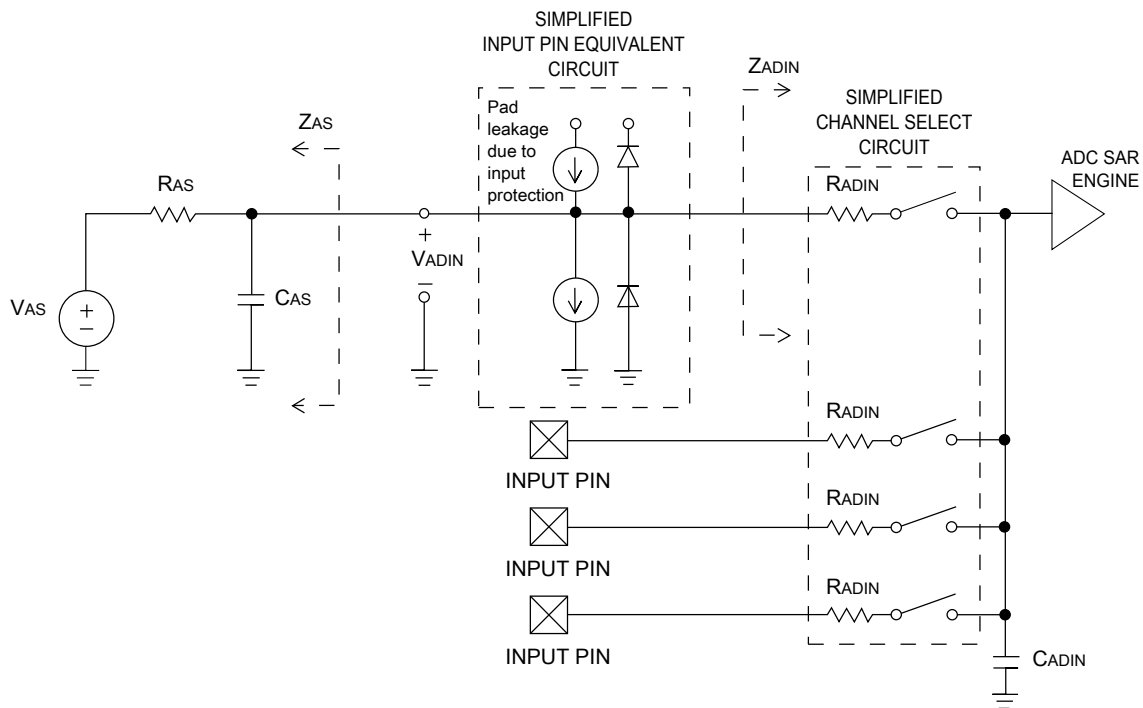 SIMPLIFIED
INPUT PIN EQUIVALENT
CIRCUIT
ZADIN
SIMPLIFIED
CHANNEL SELECT
CIRCUIT
Pad
leakage
due to
input
protection
ZAS
RAS
RADIN
ADC SAR
ENGINE
+
VADIN
–
VAS
+
–
CAS
RADIN
INPUT PIN
RADIN
INPUT PIN
RADIN
INPUT PIN
CADIN